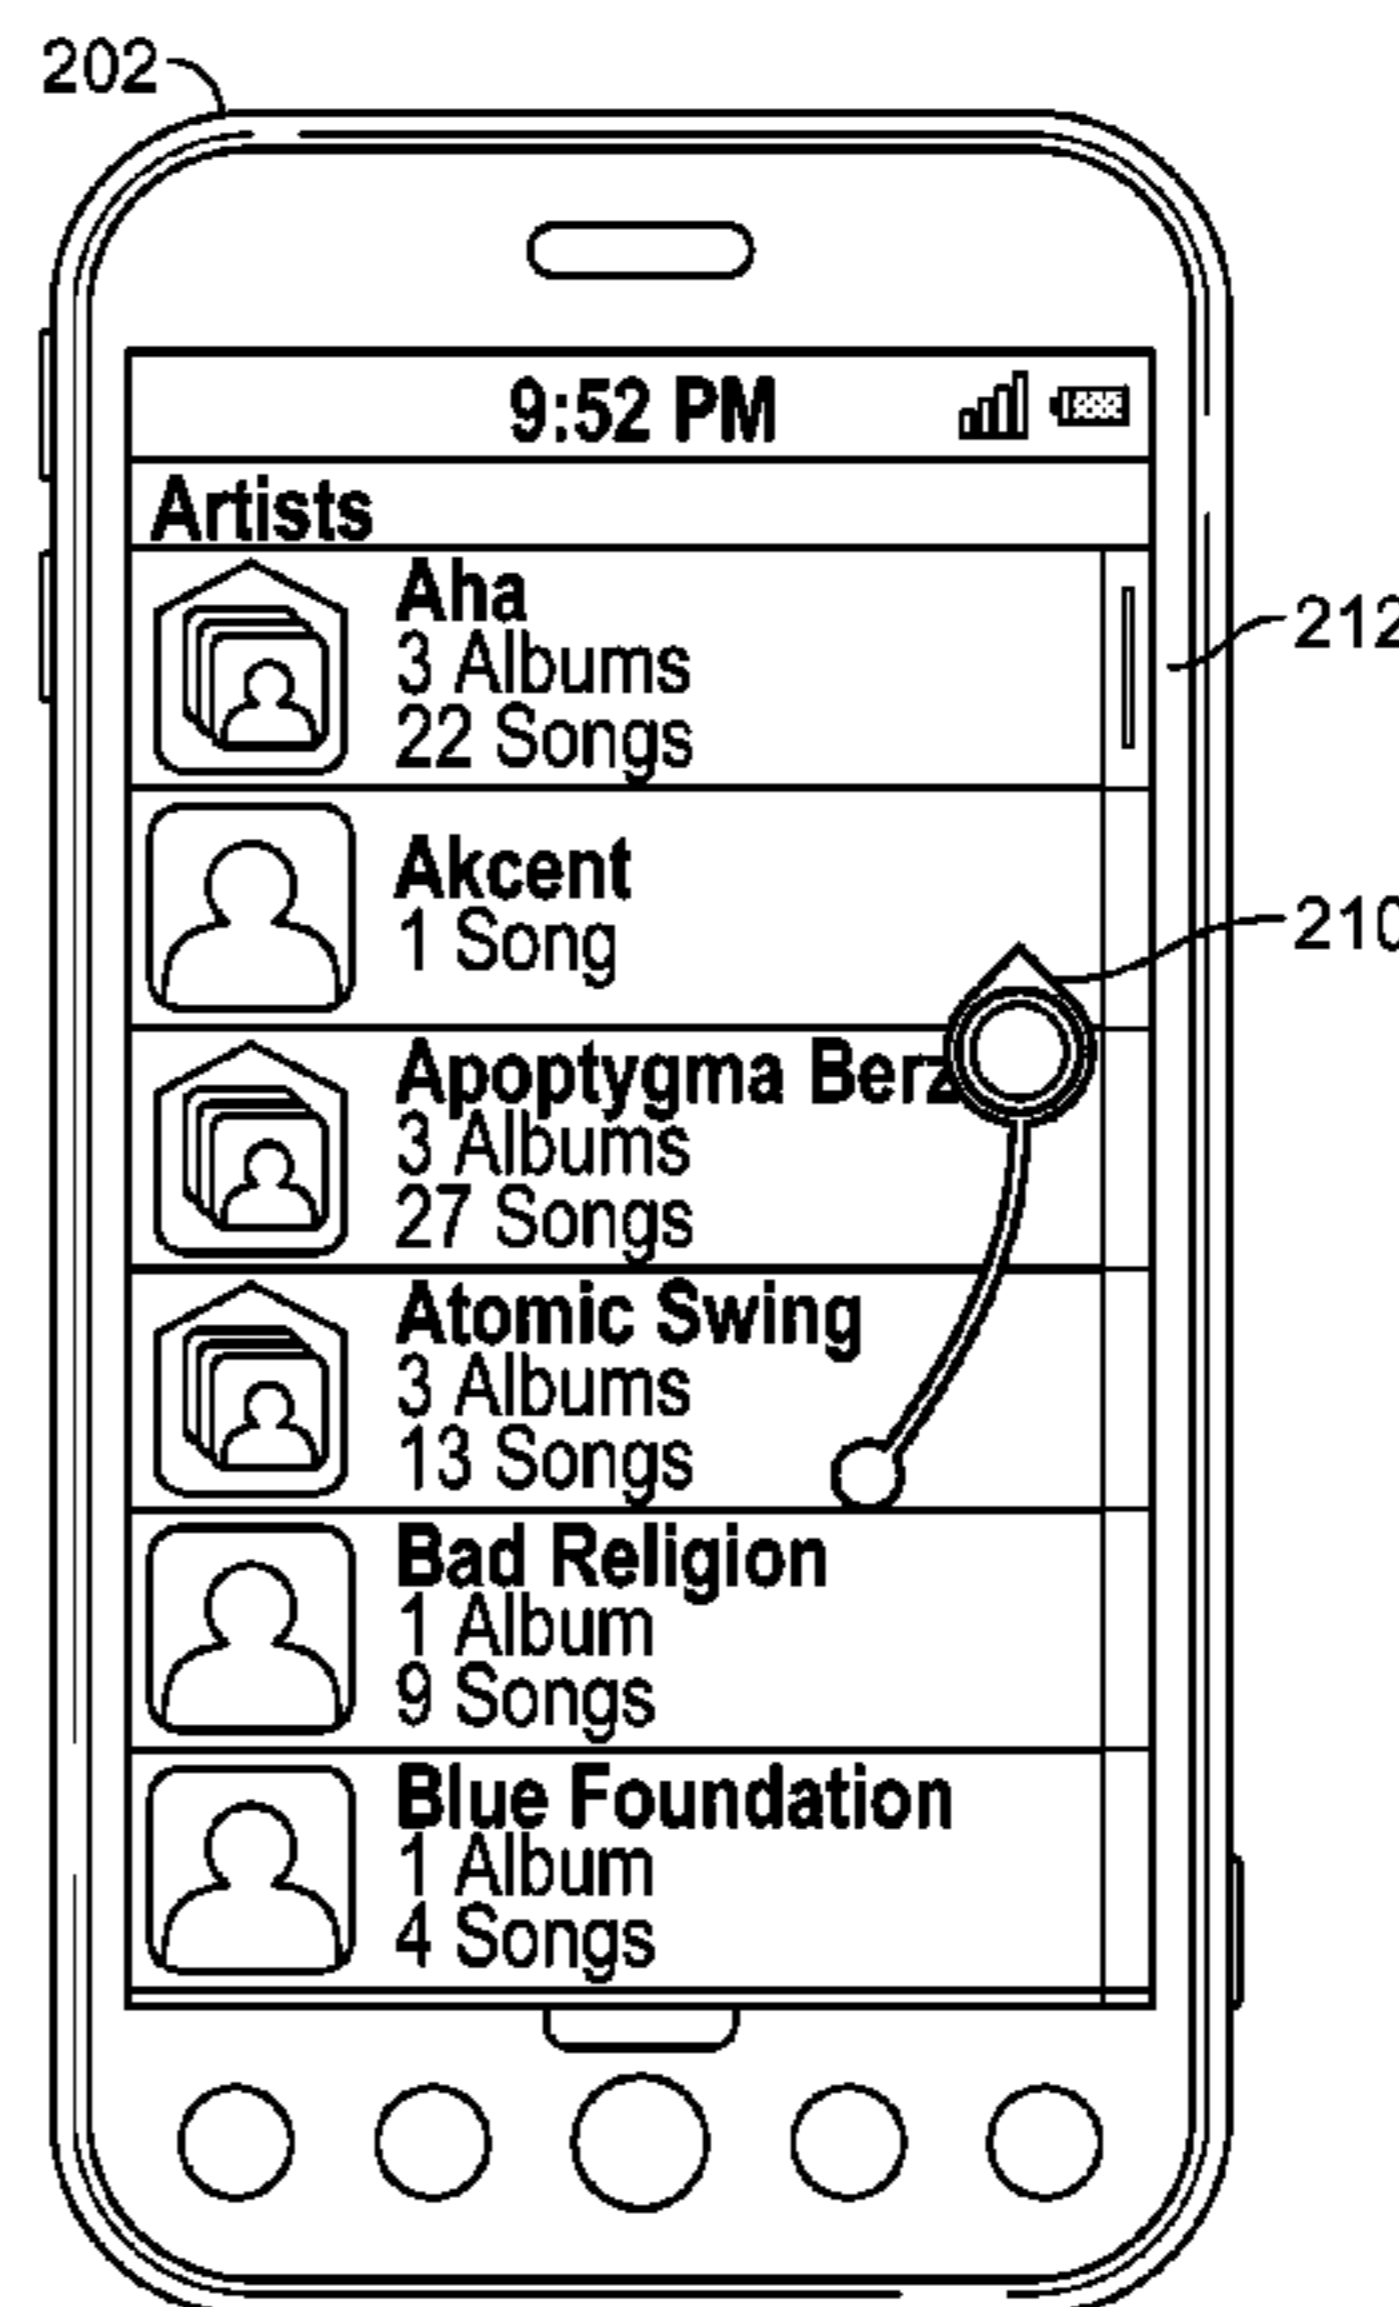 202
9:52 PM
Artists
Aha
3 Albums
22 Songs
212
Akcent
1 Song
210
Apoptygma Berz
3 Albums
27 Songs
Atomic Swing
3 Albums
13 Songs
Bad Religion
1 Album
9 Songs
Blue Foundation
1 Album
4 Songs